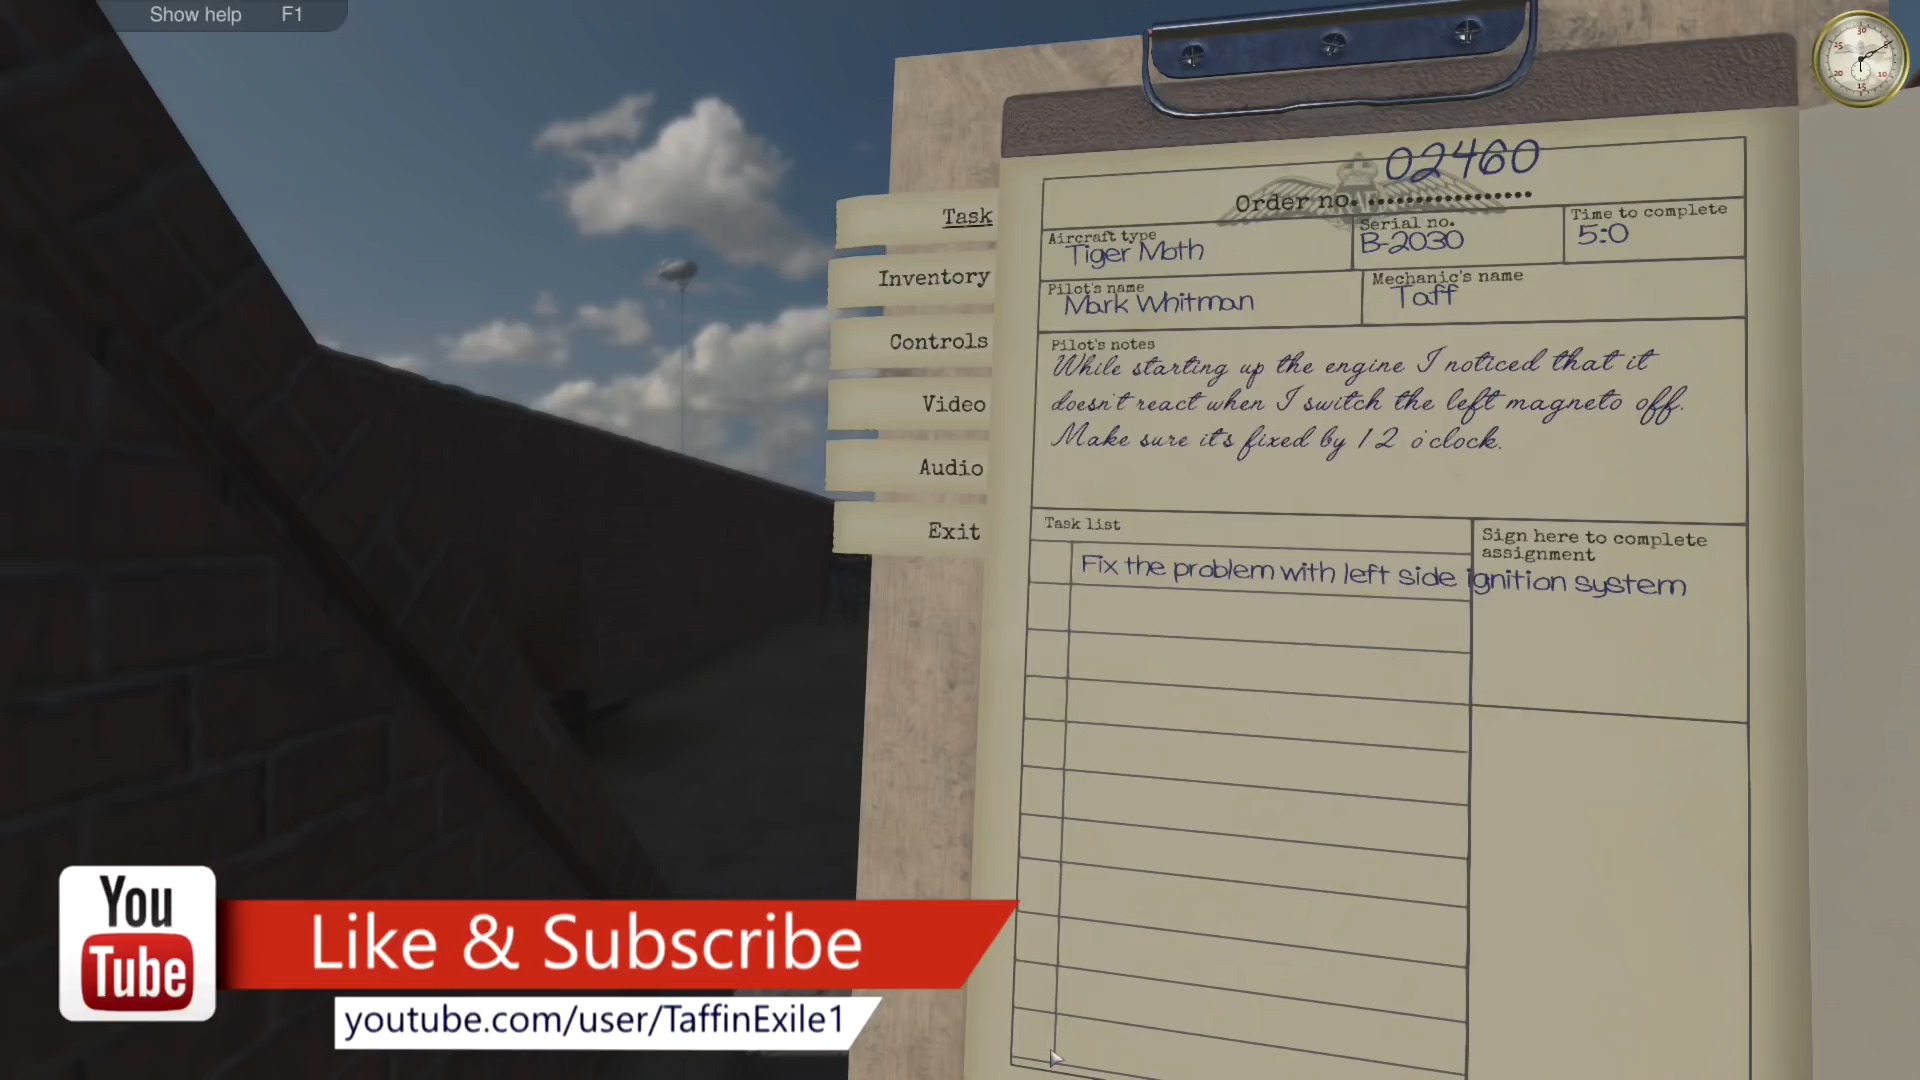 Show help F1
Task
Inventory
Controls
Video
Audio
Exit
02460
Order no.
Aircraft type
Tiger Moth
Serial no.
B-2030
Time to complete
5:0
Pilot's name
Mark Whitman
Mechanic's name
Taff
Pilot's notes
While starting up the engine I noticed that it
doesn't react when I switch the left magneto off.
Make sure it's fixed by 12 o'clock.
Task list
Fix the problem with left side ignition system
Sign here to complete
assignment
You
Tube
Like & Subscribe
youtube.com/user/TaffinExile1